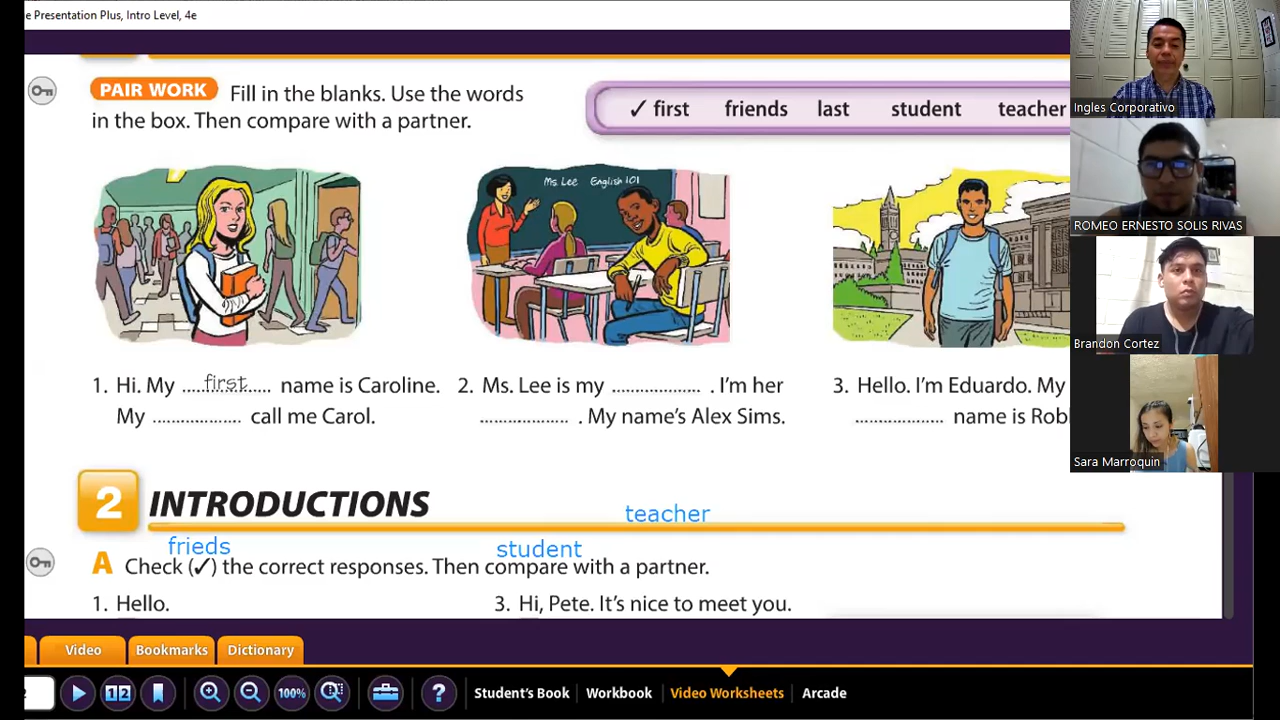 e Presentation Plus, Intro Level, 4e
PAIR WORK Fill in the blanks. Use the words
in the box. Then compare with a partner.
✓ first friends last student teacher
Ms. Lee English 101
1. Hi. My first name is Caroline.
My .................... call me Carol.
2. Ms. Lee is my .................... . I'm her
.................... . My name's Alex Sims.
3. Hello. I'm Eduardo. My
.................... name is Robl
2 INTRODUCTIONS
teacher
frieds
student
A Check (✓) the correct responses. Then compare with a partner.
1. Hello.
3. Hi, Pete. It's nice to meet you.
Video Bookmarks Dictionary
2 12 100% ? Student's Book Workbook Video Worksheets Arcade
Ingles Corporativo
ROMEO ERNESTO SOLIS RIVAS
Brandon Cortez
Sara Marroquin